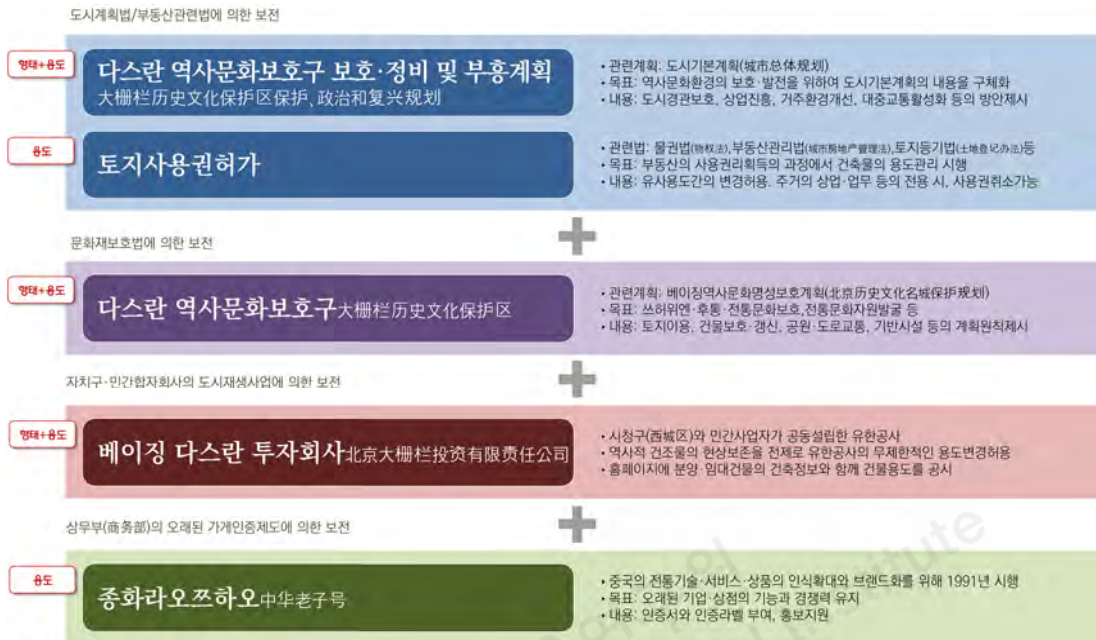 도시계획법/부동산관련법에 의한 보전
형태+용도
다스란 역사문화보호구 보호·정비 및 부흥계획
大栅栏历史文化保护区保护、政治和复兴规划
• 관련계획: 도시기본계획(城市总体规划)
• 목표: 역사문화환경의 보호·발전을 위하여 도시기본계획의 내용을 구체화
• 내용: 도시경관보호, 상업진흥, 거주환경개선, 대중교통활성화 등의 방안제시
용도
토지사용권허가
• 관련법: 물권법(物权法),부동산관리법(城市房地产管理法),토지등기법(土地登记办法)등
• 목표: 부동산의 사용권리획득의 과정에서 건축물의 용도관리 시행
• 내용: 유사용도간의 변경허용. 주거의 상업·업무 등의 전용 시, 사용권취소가능
문화재보호법에 의한 보전
형태+용도
다스란 역사문화보호구大栅栏历史文化保护区
• 관련계획: 베이징역사문화명성보호계획(北京历史文化名城保护规划)
• 목표: 쓰허위엔·후통·전통문화보호,전통문화자원발굴 등
• 내용: 토지이용, 건물보호·갱신, 공원·도로교통, 기반시설 등의 계획원칙제시
자치구·민간합자회사의 도시재생사업에 의한 보전
형태+용도
베이징 다스란 투자회사北京大栅栏投资有限责任公司
• 시청구(西城区)와 민간사업자가 공동설립한 유한공사
• 역사적 건조물의 현상보존을 전제로 유한공사의 무제한적인 용도변경허용
• 홈페이지에 분양·임대건물의 건축정보와 함께 건물용도를 공시
상무부(商务部)의 오래된 가게인증제도에 의한 보전
용도
종화라오쯔하오中华老子号
• 중국의 전통기술·서비스·상품의 인식확대와 브랜드화를 위해 1991년 시행
• 목표: 오래된 기업·상점의 기능과 경쟁력 유지
• 내용: 인증서와 인증라벨 부여, 홍보지원